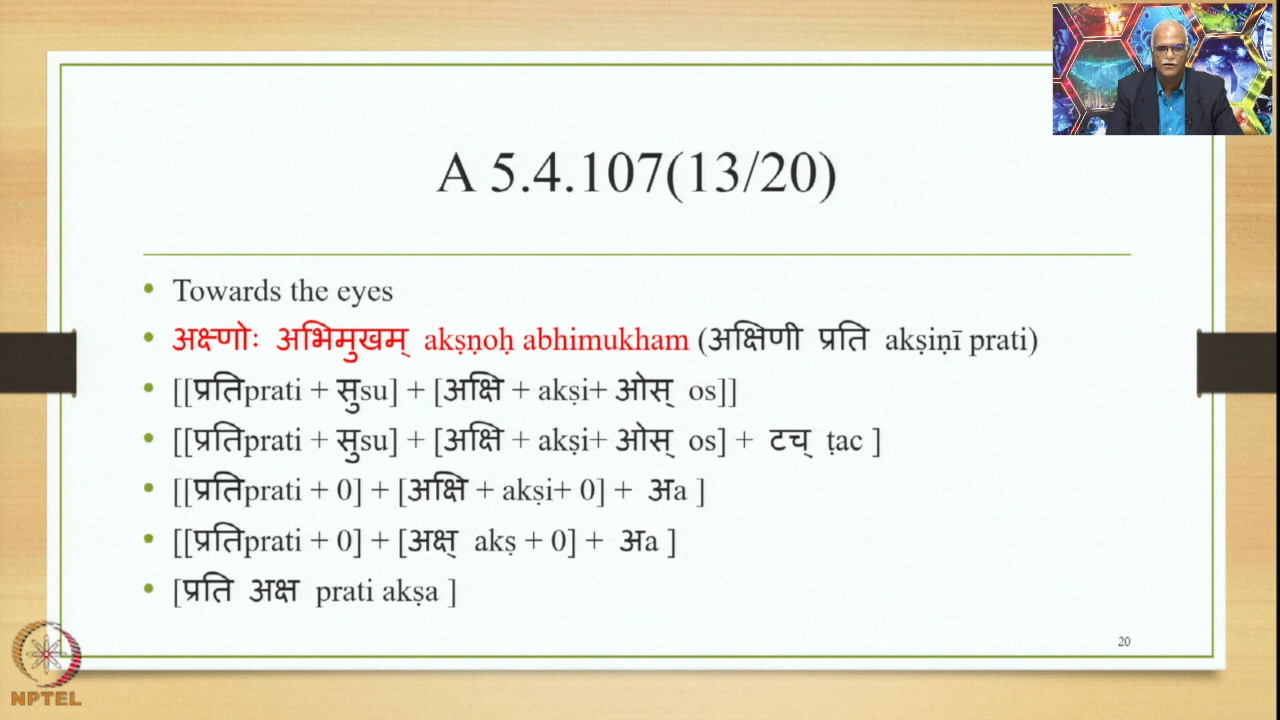 A 5.4.107(13/20)
• Towards the eyes
• अक्ष्णोः अभिमुखम् akṣṇoḥ abhimukham (अक्षिणी प्रति akṣiṇī prati)
• [[प्रतिprati + सुsu] + [अक्षि + akṣi+ ओस् os]]
• [[प्रतिprati + सुsu] + [अक्षि + akṣi+ ओस् os] + टच् ṭac ]
• [[प्रतिprati + 0] + [अक्षि + akṣi+ 0] + अa ]
• [[प्रतिprati + 0] + [अक्ष् akṣ + 0] + अa ]
• [प्रति अक्ष prati akṣa ]
20
NPTEL